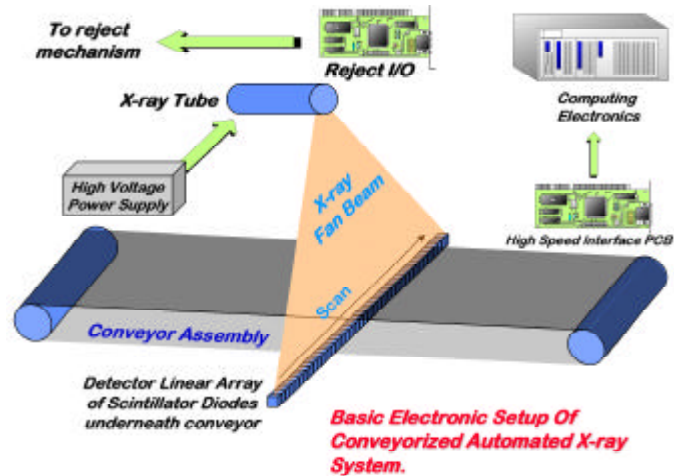 To reject
mechanism
Reject I/O
X-ray Tube
Computing
Electronics
High Voltage
Power Supply
X-ray
Fan Beam
High Speed Interface PCB
Scan
Conveyor Assembly
Detector Linear Array
of Scintillator Diodes
underneath conveyor
Basic Electronic Setup Of
Conveyorized Automated X-ray
System.